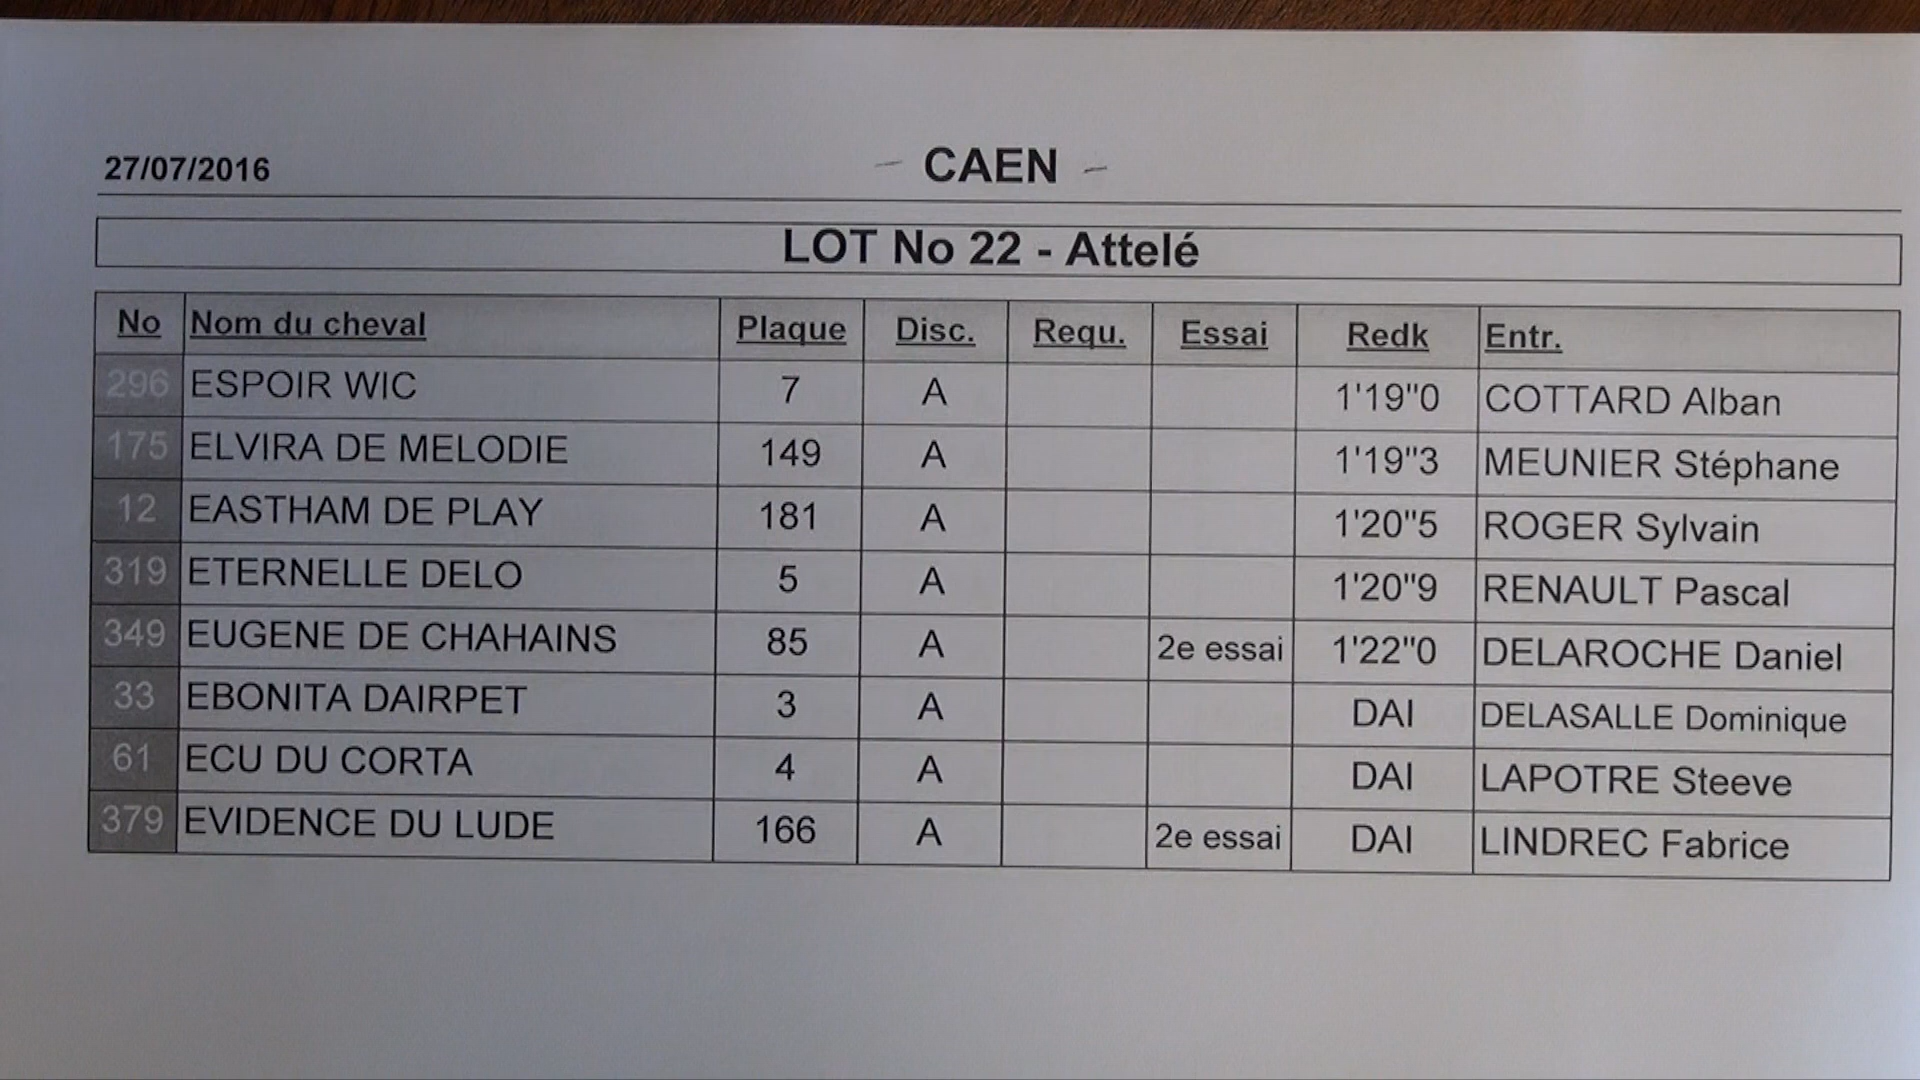 27/07/2016 - CAEN -
LOT No 22 - Attelé
No Nom du cheval Plaque Disc. Requ. Essai Redk Entr.
296 ESPOIR WIC 7 A 1'19"0 COTTARD Alban
175 ELVIRA DE MELODIE 149 A 1'19"3 MEUNIER Stéphane
12 EASTHAM DE PLAY 181 A 1'20"5 ROGER Sylvain
319 ETERNELLE DELO 5 A 1'20"9 RENAULT Pascal
349 EUGENE DE CHAHAINS 85 A 2e essai 1'22"0 DELAROCHE Daniel
33 EBONITA DAIRPET 3 A DAI DELASALLE Dominique
61 ECU DU CORTA 4 A DAI LAPOTRE Steeve
379 EVIDENCE DU LUDE 166 A 2e essai DAI LINDREC Fabrice